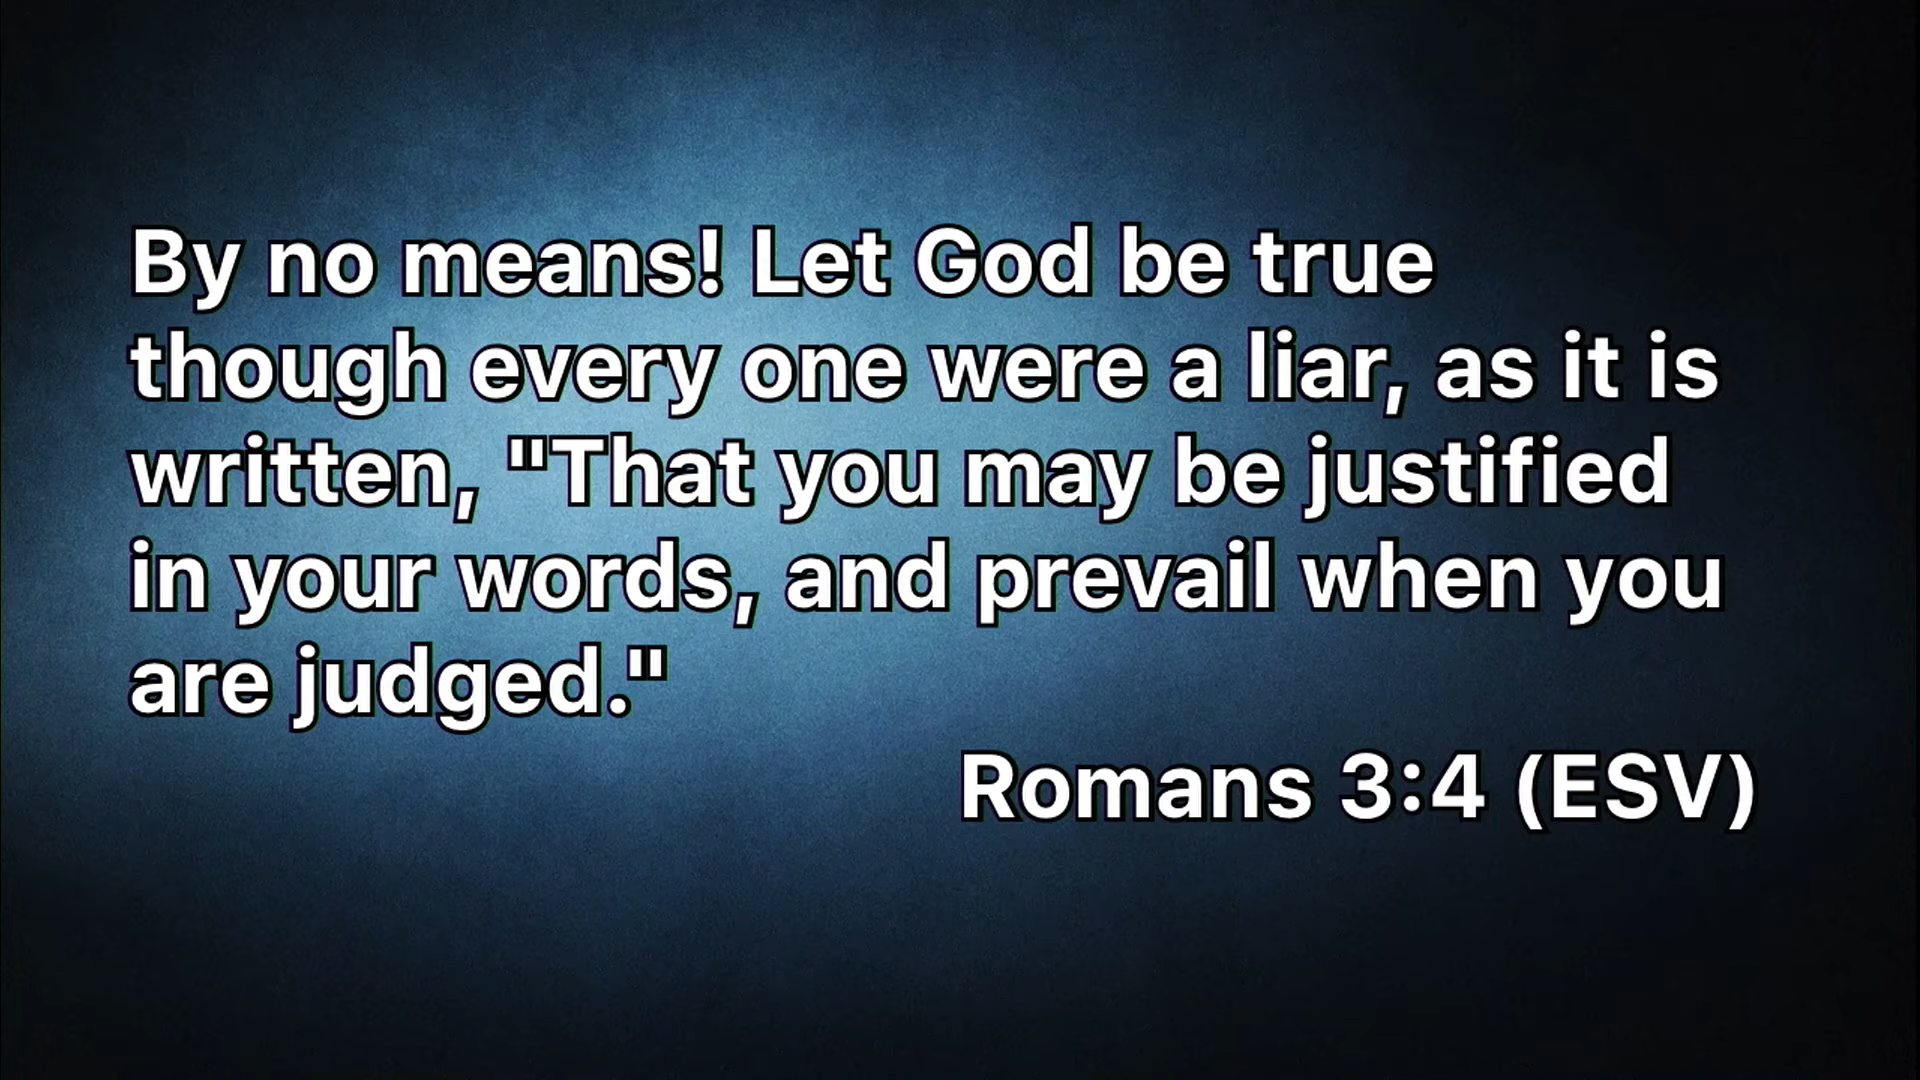 By no means! Let God be true
though every one were a liar, as it is
written, "That you may be justified
in your words, and prevail when you
are judged."
Romans 3:4 (ESV)